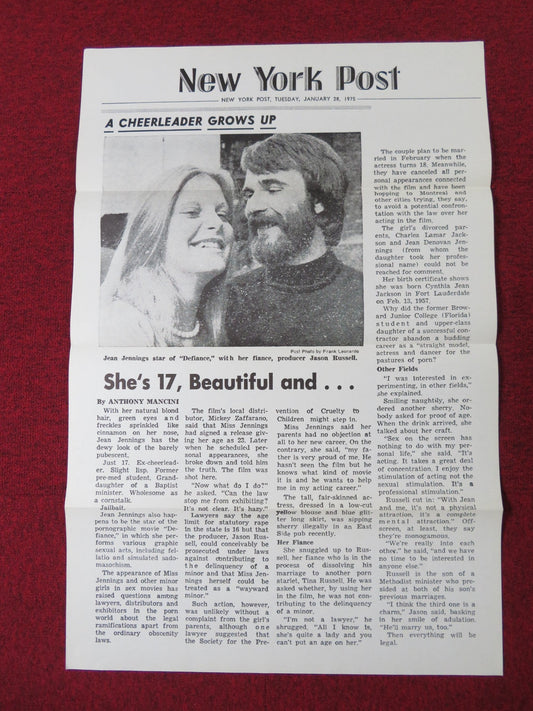 New York Post
NEW YORK POST, TUESDAY, JANUARY 28, 1975
A CHEERLEADER GROWS UP
Post Photo by Frank Leonardo
Jean Jennings star of "Defiance," with her fiance, producer Jason Russell.
She's 17, Beautiful and . . .
By ANTHONY MANCINI
With her natural blond
hair, green eyes and
freckles sprinkled like
cinnamon on her nose,
Jean Jennings has the
dewy look of the barely
pubescent.
Just 17. Ex-cheerlead-
er. Slight lisp. Former
pre-med student. Grand-
daughter of a Baptist
minister. Wholesome as
a cornstalk.
Jailbait.
Jean Jennings also hap-
pens to be the star of the
pornographic movie "De-
fiance," in which she per-
forms various graphic
sexual acts, including fel-
latio and simulated sado-
masochism.
The appearance of Miss
Jennings and other minor
girls in sex movies has
raised questions among
lawyers, distributors and
exhibitors in the porn
world about the legal
ramifications apart from
the ordinary obscenity
laws.
The film's local dist-
ributor, Mickey Zaffarano,
said that Miss Jennings
had signed a release giv-
ing her age as 23. Later
when he scheduled per-
sonal appearances, she
broke down and told him
the truth. The film was
shot here.
"Now what do I do?"
he asked. "Can the law
stop me from exhibiting?
It's not clear. It's hazy."
Lawyers say the age
limit for statutory rape
in the state is 16 but that
the producer, Jason Rus-
sell, could conceivably be
prosecuted under laws
against contributing to
the delinquency of a
minor and that Miss Jen-
nings herself could be
treated as a "wayward
minor."
Such action, however,
was unlikely without a
complaint from the girl's
parents, although one
lawyer suggested that
the Society for the Pre-
vention of Cruelty to
Children might step in.
Miss Jennings said her
parents had no objection at
all to her new career. On the
contrary, she said, "my fa-
ther is very proud of me. He
hasn't seen the film but he
knows what kind of movie
it is and he wants to help
me in my acting career."
The tall, fair-skinned ac-
tress, dressed in a low-cut
yellow blouse and blue glit-
ter long skirt, was sipping
sherry illegally in an East
Side pub recently.
Her Fiance
She snuggled up to Rus-
sell, her fiance who is in the
process of dissolving his
marriage to another porn
starlet, Tina Russell. He was
asked whether, by using her
in the film, he was not con-
tributing to the delinquency
of a minor.
"I'm not a lawyer," he
shrugged, "All I know is,
she's quite a lady and you
can't put an age on her."
The couple plan to be mar-
ried in February when the
actress turns 18. Meanwhile,
they have canceled all per-
sonal appearances connected
with the film and have been
hopping to Montreal and
other cities trying, they say,
to avoid a potential confron-
tation with the law over her
acting in the film.
The girl's divorced par-
ents, Charles Lamar Jack-
son and Jean Denovan Jen-
nings (from whom the
daughter took her profes-
sional name) could not be
reached for comment.
Her birth certificate shows
she was born Cynthia Jean
Jackson in Fort Lauderdale
on Feb. 13, 1957.
Why did the former Brow-
ard Junior College (Florida)
student and upper-class
daughter of a successful con-
tractor abandon a budding
career as a "straight model,
actress and dancer for the
pastures of porn?
Other Fields
"I was interested in exper-
imenting, in other fields,"
she explained.
Smiling naughtily, she or-
dered another sherry. No-
body asked for proof of age.
When the drink arrived, she
talked about her craft.
"Sex on the screen has
nothing to do with my per-
sonal life," she said, "It's
acting. It takes a great deal
of concentration. I enjoy the
stimulation of acting not the
sexual stimulation. It's a
professional stimulation."
Russell cut in: "With Jean
and me, it's not a physical
attraction, it's a complete
mental attraction." Off-
screen, at least, they say
they're monogamous.
"We're really into each
other." he said, "and we have
no time to be interested in
anyone else."
Russell is the son of a
Methodist minister who pre-
sided at both of his son's
previous marriages.
"I think the third one is a
charm," Jason said, basking
in her smile of adulation.
"He'll marry us, too."
Then everything will be
legal.